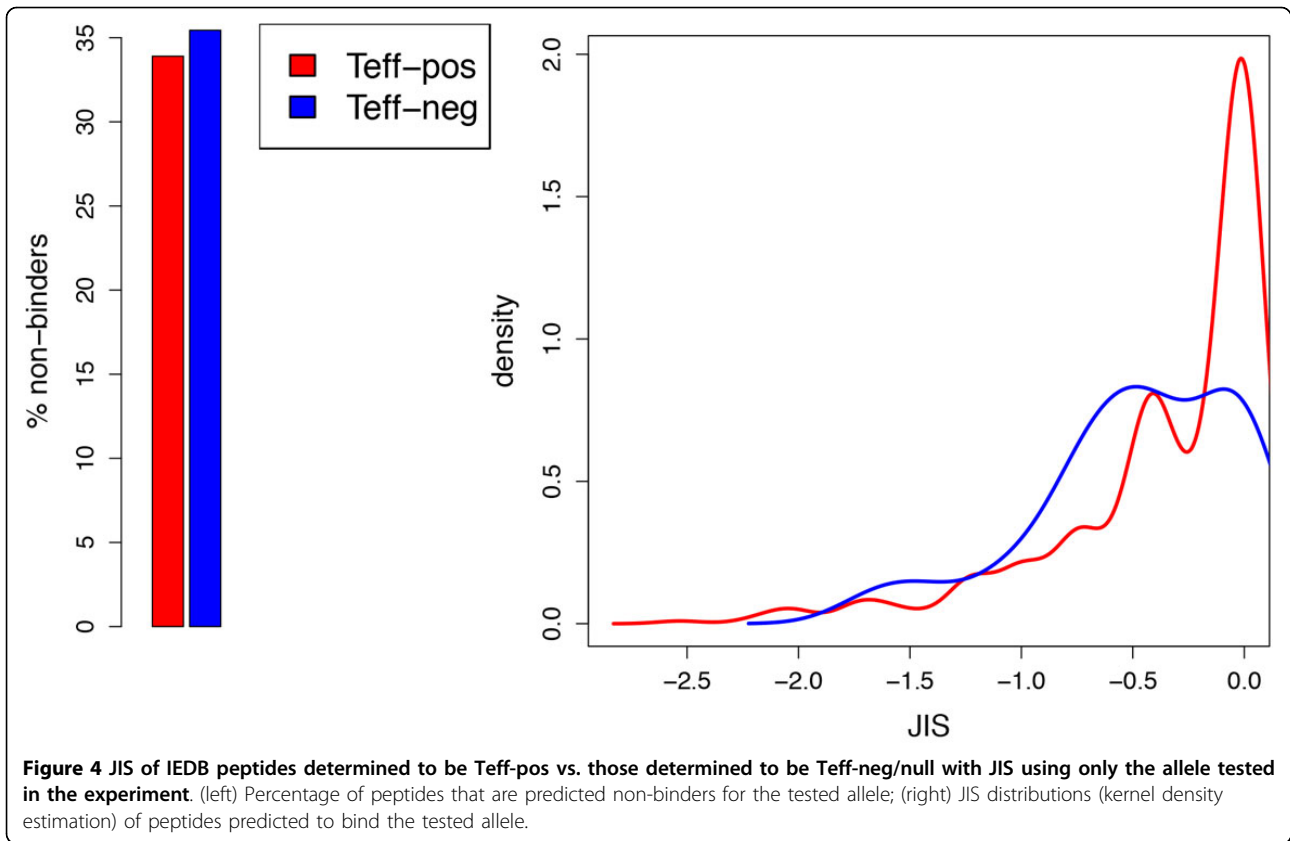 % non–binders
0
5
10
15
20
25
30
35
Teff–pos
Teff–neg
density
0.0
0.5
1.0
1.5
2.0
−2.5 −2.0 −1.5 −1.0 −0.5 0.0
JIS
Figure 4 JIS of IEDB peptides determined to be Teff-pos vs. those determined to be Teff-neg/null with JIS using only the allele tested
in the experiment. (left) Percentage of peptides that are predicted non-binders for the tested allele; (right) JIS distributions (kernel density
estimation) of peptides predicted to bind the tested allele.